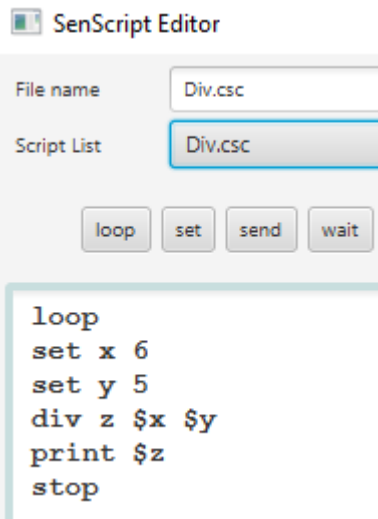 SenScript Editor
File name Div.csc
Script List Div.csc
loop set send wait
loop
set x 6
set y 5
div z $x $y
print $z
stop